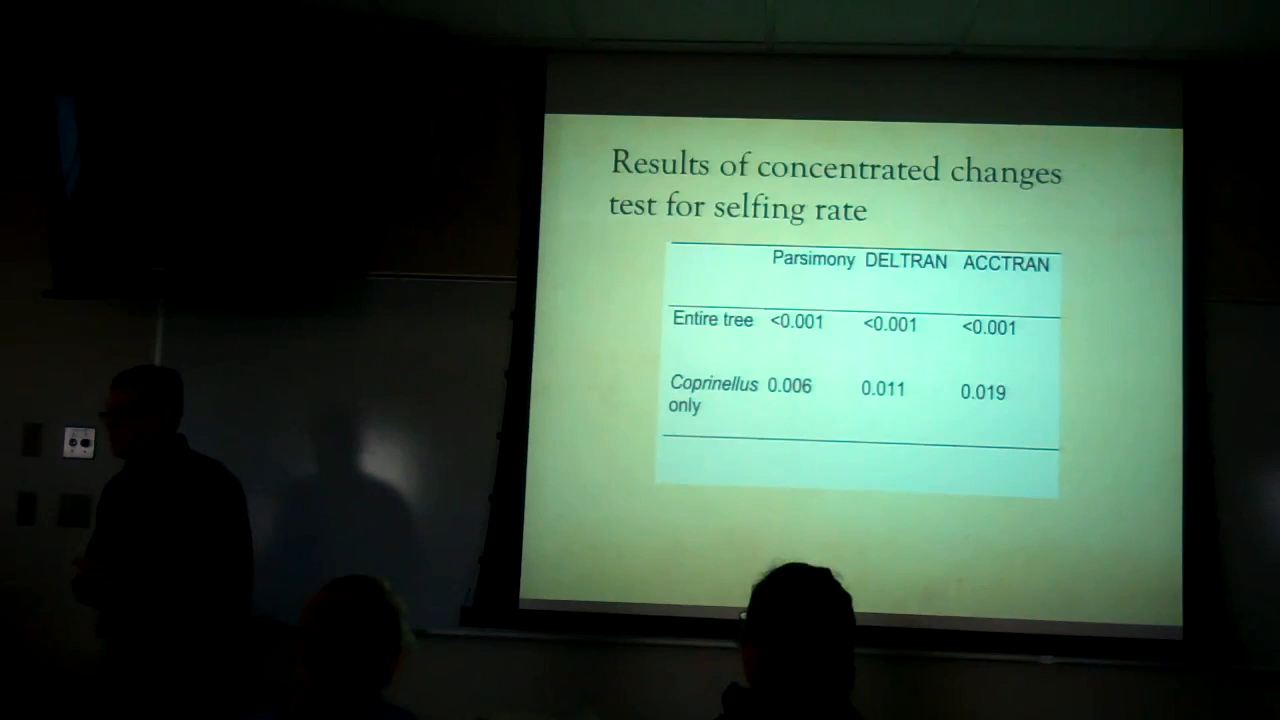 Results of concentrated changes
test for selfing rate
Parsimony DELTRAN ACCTRAN
Entire tree <0.001 <0.001 <0.001
Coprinellus 0.006 0.011 0.019
only